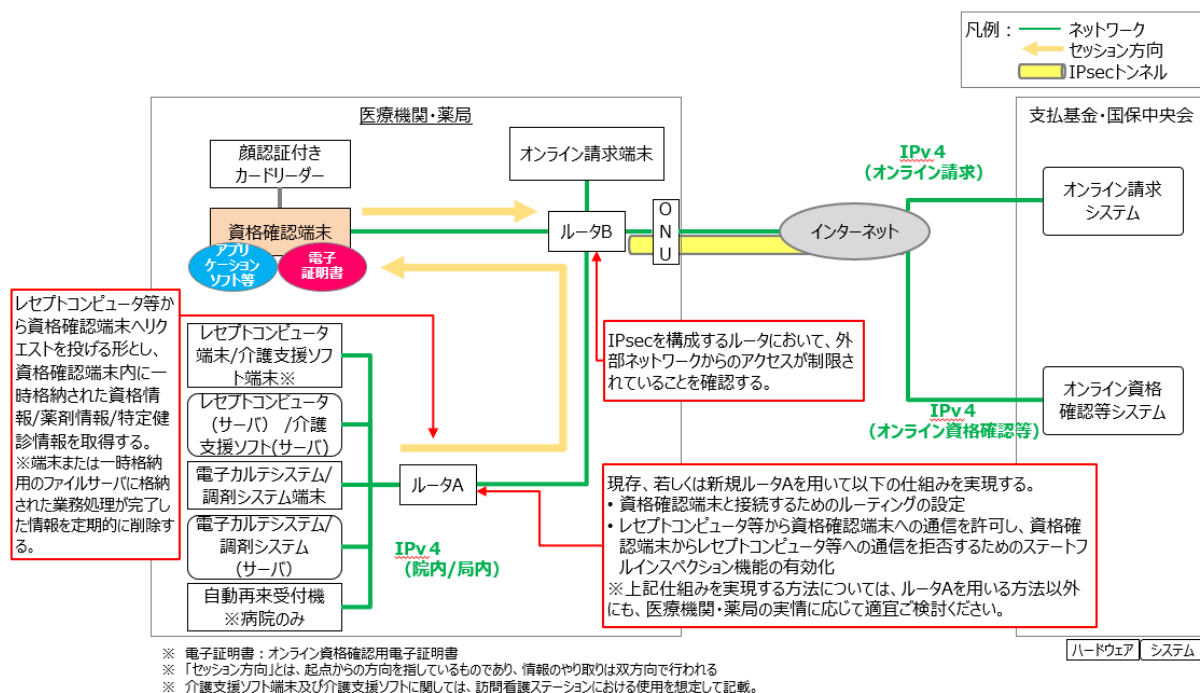 凡例：
ネットワーク
セッション方向
IPsecトンネル
医療機関・薬局
支払基金・国保中央会
顔認証付き
カードリーダー
オンライン請求端末
資格確認端末
アプリ
ケーション
ソフト等
電子
証明書
ルータB
O
N
U
インターネット
IPv４
（オンライン請求）
オンライン請求
システム
IPv４
（オンライン資格確認等）
オンライン資格
確認等システム
レセプトコンピュータ等か
ら資格確認端末へリク
エストを投げる形とし、
資格確認端末内に一
時格納された資格情
報/薬剤情報/特定健
診情報を取得する。
※端末または一時格納
用のファイルサーバに格
納された業務処理が完了し
た情報を定期的に削除す
る。
レセプトコンピュータ
端末/介護支援ソフ
ト端末※
レセプトコンピュータ
（サーバ） /介護
支援ソフト(サーバ)
電子カルテシステム/
調剤システム端末
電子カルテシステム/
調剤システム
（サーバ）
自動再来受付機
※病院のみ
ルータA
IPv４
（院内/局内）
IPsecを構成するルータにおいて、外
部ネットワークからのアクセスが制限さ
れていることを確認する。
現存、若しくは新規ルータAを用いて以下の仕組みを実現する。
• 資格確認端末と接続するためのルーティングの設定
• レセプトコンピュータ等から資格確認端末への通信を許可し、資格確
認端末からレセプトコンピュータ等への通信を拒否するためのステートフ
ルインスペクション機能の有効化
※上記仕組みを実現する方法については、ルータAを用いる方法以外
にも、医療機関・薬局の実情に応じて適宜ご検討ください。
ハードウェア
システム
※ 電子証明書：オンライン資格確認用電子証明書
※ 「セッション方向」とは、起点からの方向を指しているものであり、情報のやり取りは双方向で行われる
※ 介護支援ソフト端末及び介護支援ソフトに関しては、訪問看護ステーションにおける使用を想定して記載。